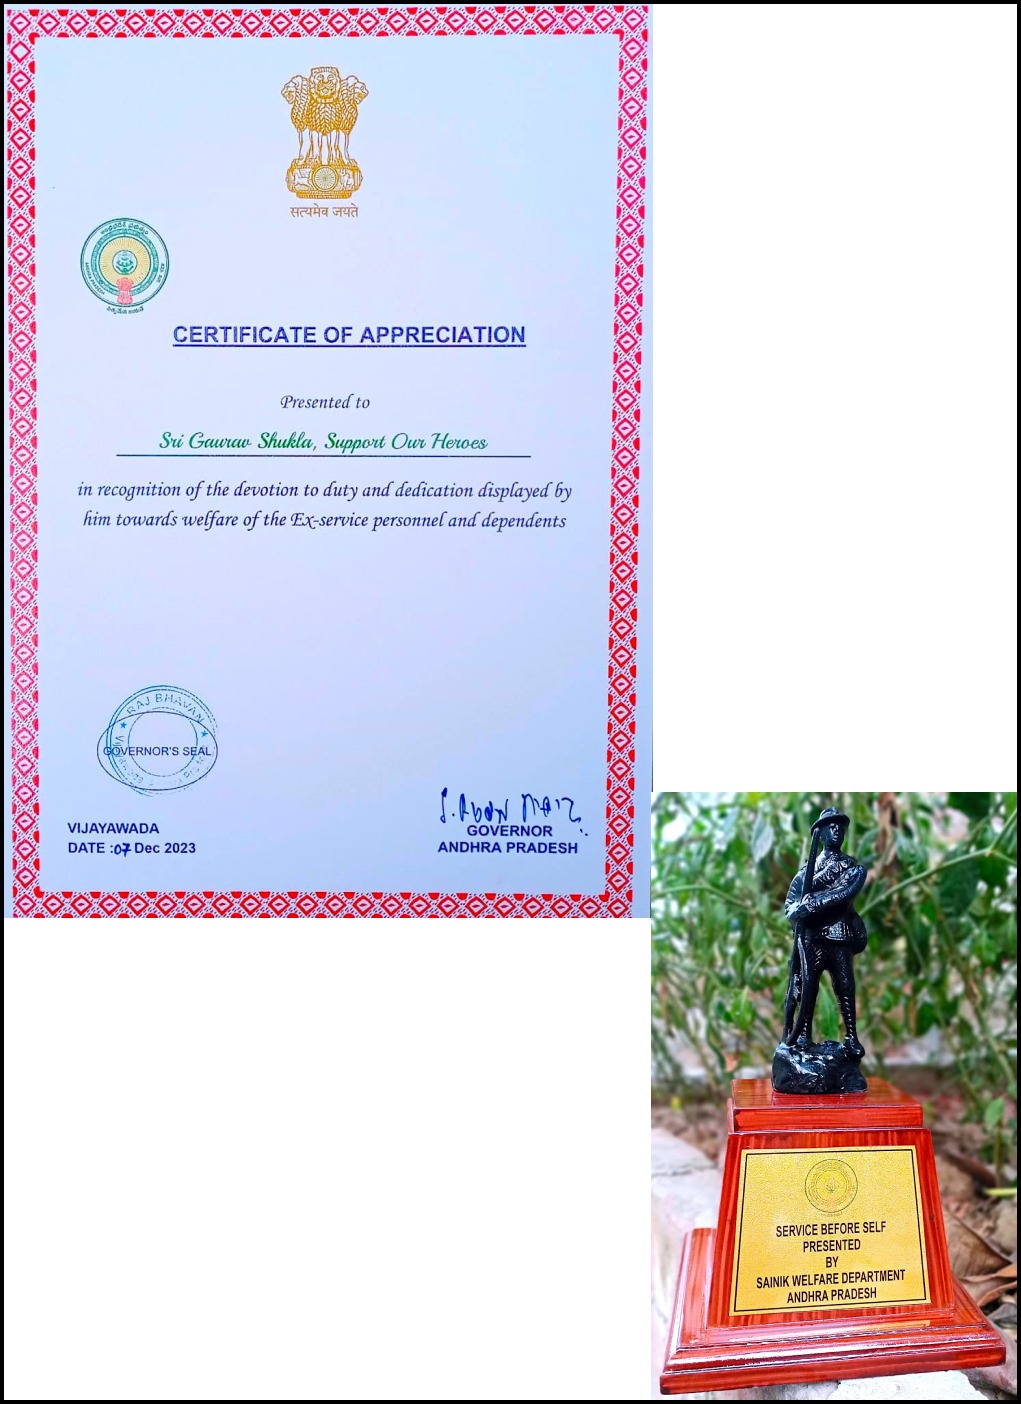 सत्यमेव जयते
CERTIFICATE OF APPRECIATION
Presented to
Sri Gaurav Shukla, Support Our Heroes
in recognition of the devotion to duty and dedication displayed by
him towards welfare of the Ex-service personnel and dependents
RAJ BHAVAN
GOVERNOR'S SEAL
VIJAYAWADA
DATE :07 Dec 2023
GOVERNOR
ANDHRA PRADESH
SERVICE BEFORE SELF
PRESENTED
BY
SAINIK WELFARE DEPARTMENT
ANDHRA PRADESH